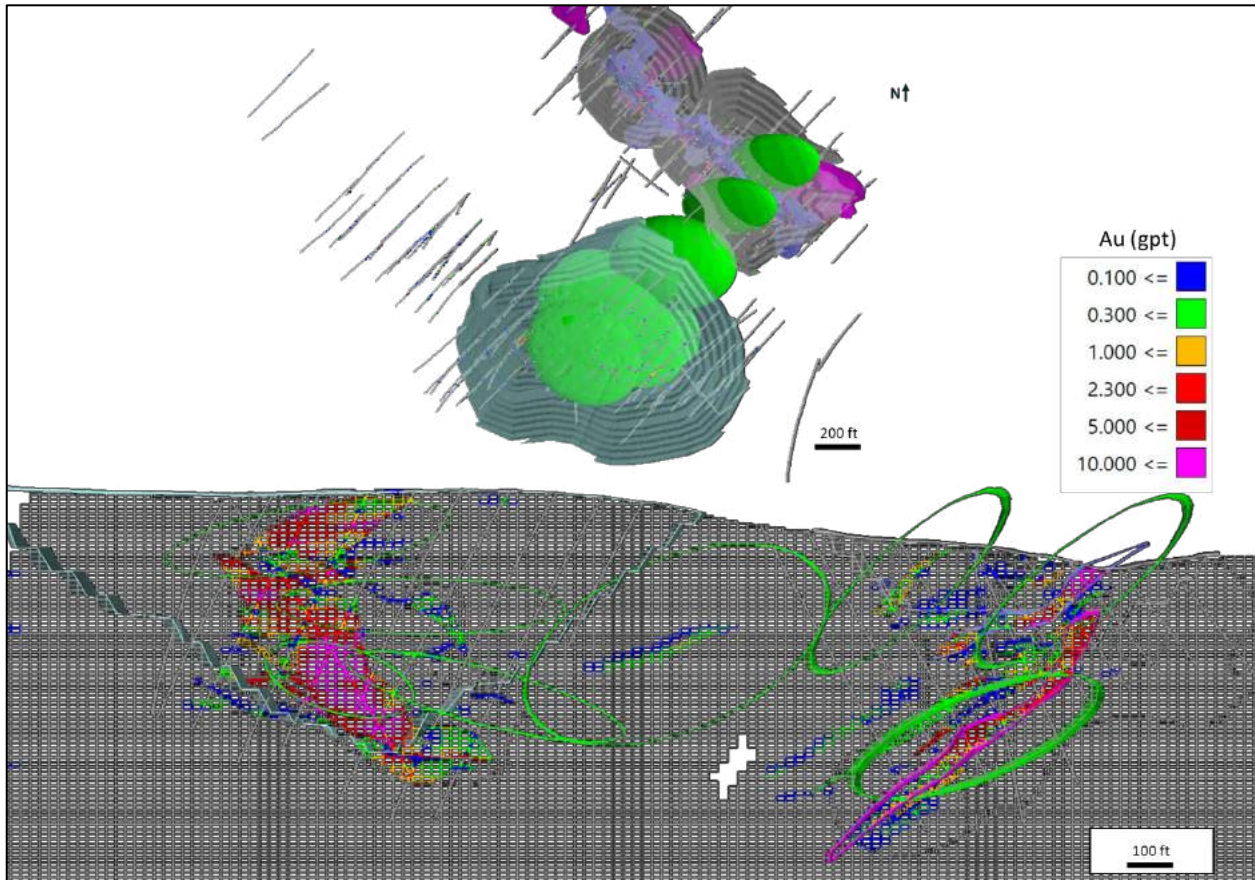 N↑
Au (gpt)
0.100 <=
0.300 <=
1.000 <=
2.300 <=
5.000 <=
10.000 <=
200 ft
100 ft